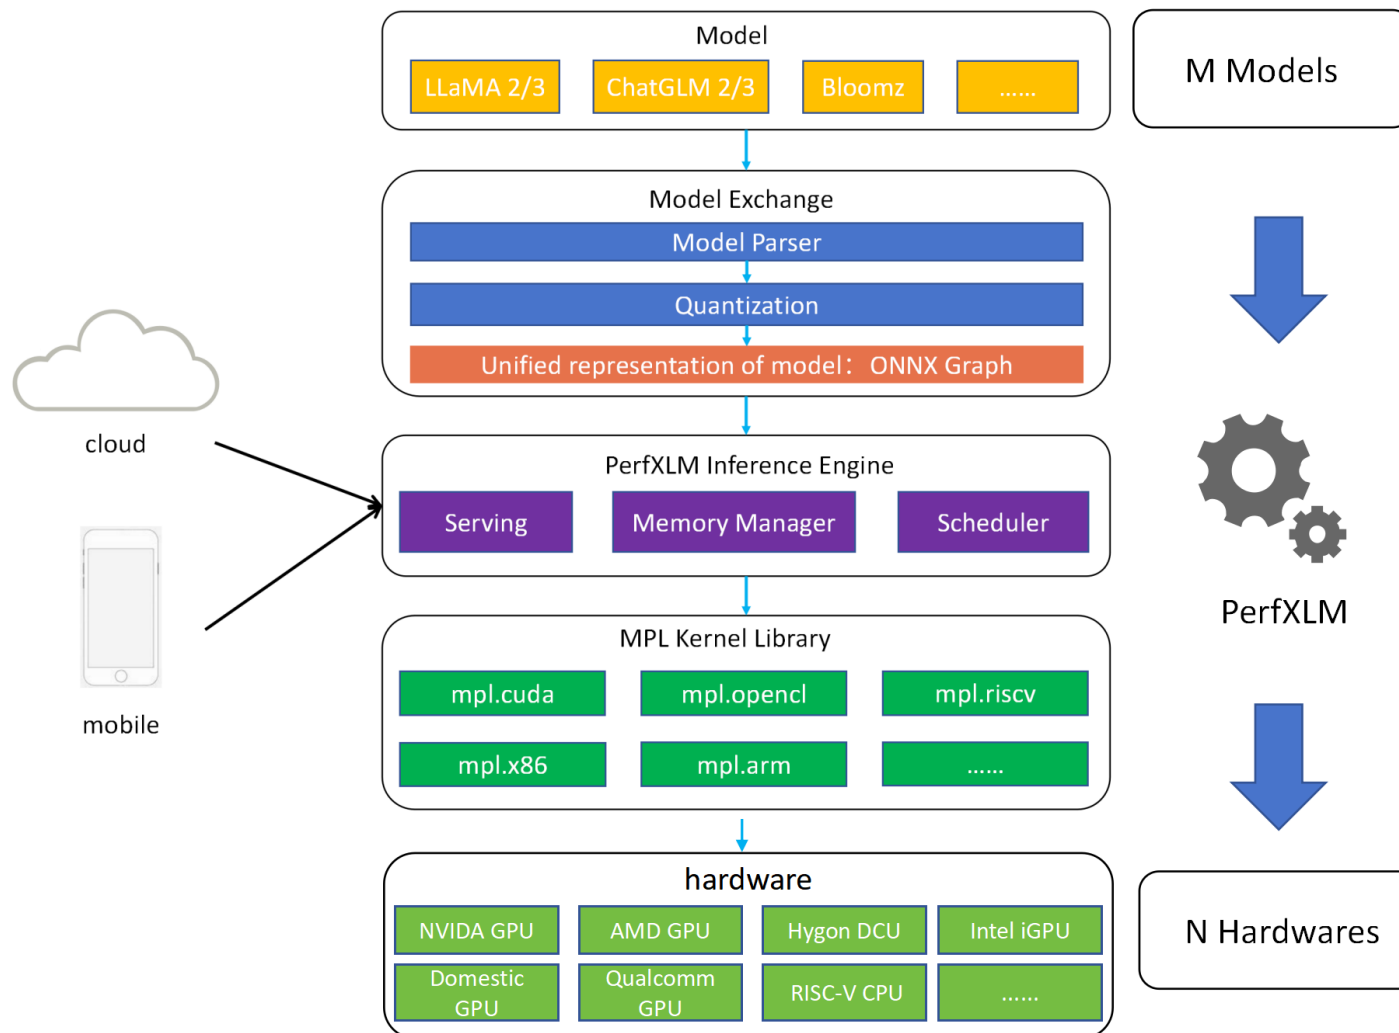 Model
LLaMA 2/3
ChatGLM 2/3
Bloomz
......
M Models
Model Exchange
Model Parser
Quantization
Unified representation of model： ONNX Graph
cloud
mobile
PerfXLM Inference Engine
Serving
Memory Manager
Scheduler
PerfXLM
MPL Kernel Library
mpl.cuda
mpl.opencl
mpl.riscv
mpl.x86
mpl.arm
......
hardware
NVIDA GPU
AMD GPU
Hygon DCU
Intel iGPU
Domestic
GPU
Qualcomm
GPU
RISC-V CPU
......
N Hardwares